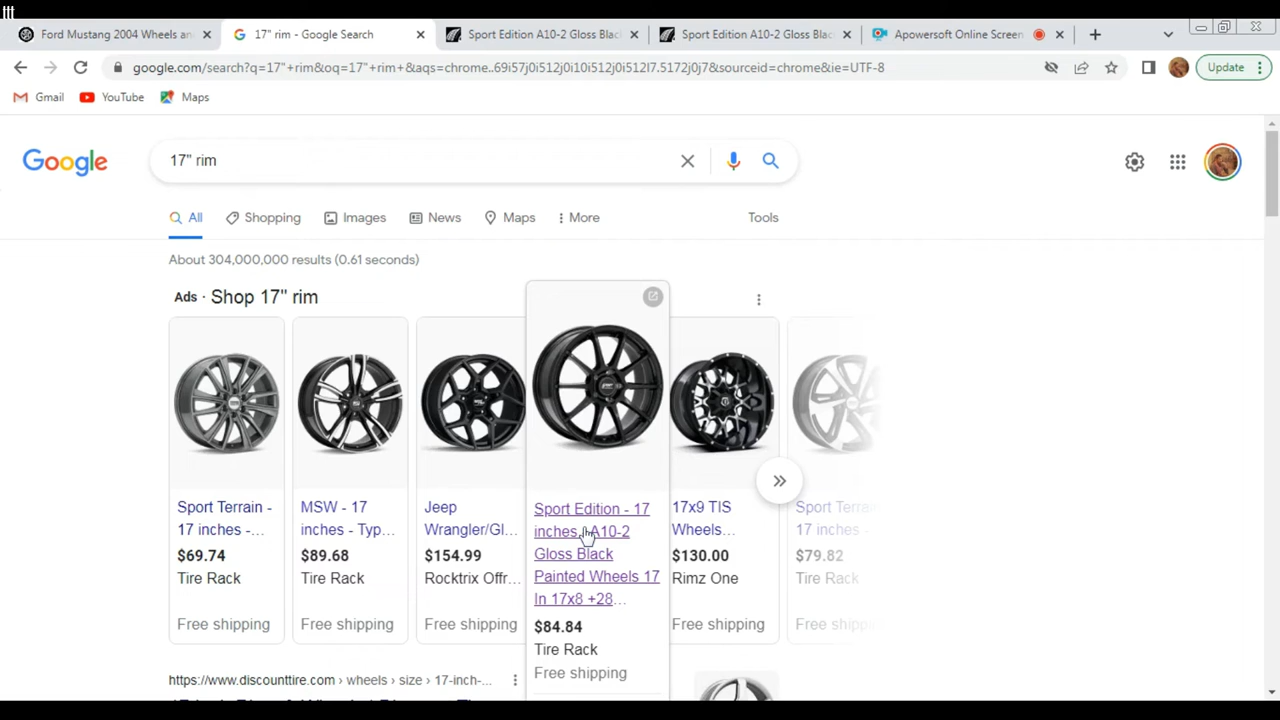 ttt
Ford Mustang 2004 Wheels an
17" rim - Google Search
Sport Edition A10-2 Gloss Blac
Sport Edition A10-2 Gloss Blac
Apowersoft Online Screen
google.com/search?q=17"+rim&oq=17"+rim+&aqs=chrome..69i57j0i512j0i10i512j0i512l7.5172j0j7&sourceid=chrome&ie=UTF-8
Update
Gmail
YouTube
Maps
Google
17" rim
All
Shopping
Images
News
Maps
More
Tools
About 304,000,000 results (0.61 seconds)
Ads · Shop 17" rim
Sport Terrain -
17 inches -...
$69.74
Tire Rack
Free shipping
MSW - 17
inches - Typ...
$89.68
Tire Rack
Free shipping
Jeep
Wrangler/Gl...
$154.99
Rocktrix Offr...
Free shipping
Sport Edition - 17
inches - A10-2
Gloss Black
Painted Wheels 17
In 17x8 +28...
$84.84
Tire Rack
Free shipping
17x9 TIS
Wheels...
$130.00
Rimz One
Free shipping
Sport Terrain -
17 inches -...
$79.82
Tire Rack
Free shipping
https://www.discounttire.com › wheels › size › 17-inch-...